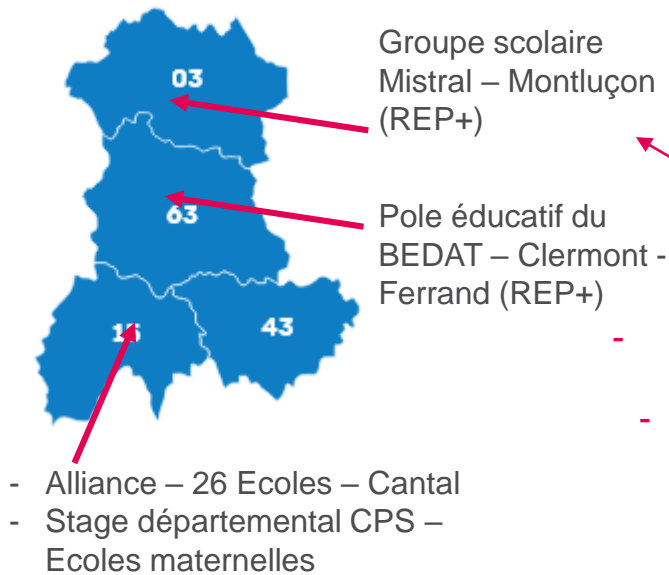 03
Groupe scolaire
Mistral – Montluçon
(REP+)
63
Pole éducatif du
BEDAT – Clermont -
Ferrand (REP+)
15
43
-
-
- Alliance – 26 Ecoles – Cantal
- Stage départemental CPS –
Ecoles maternelles